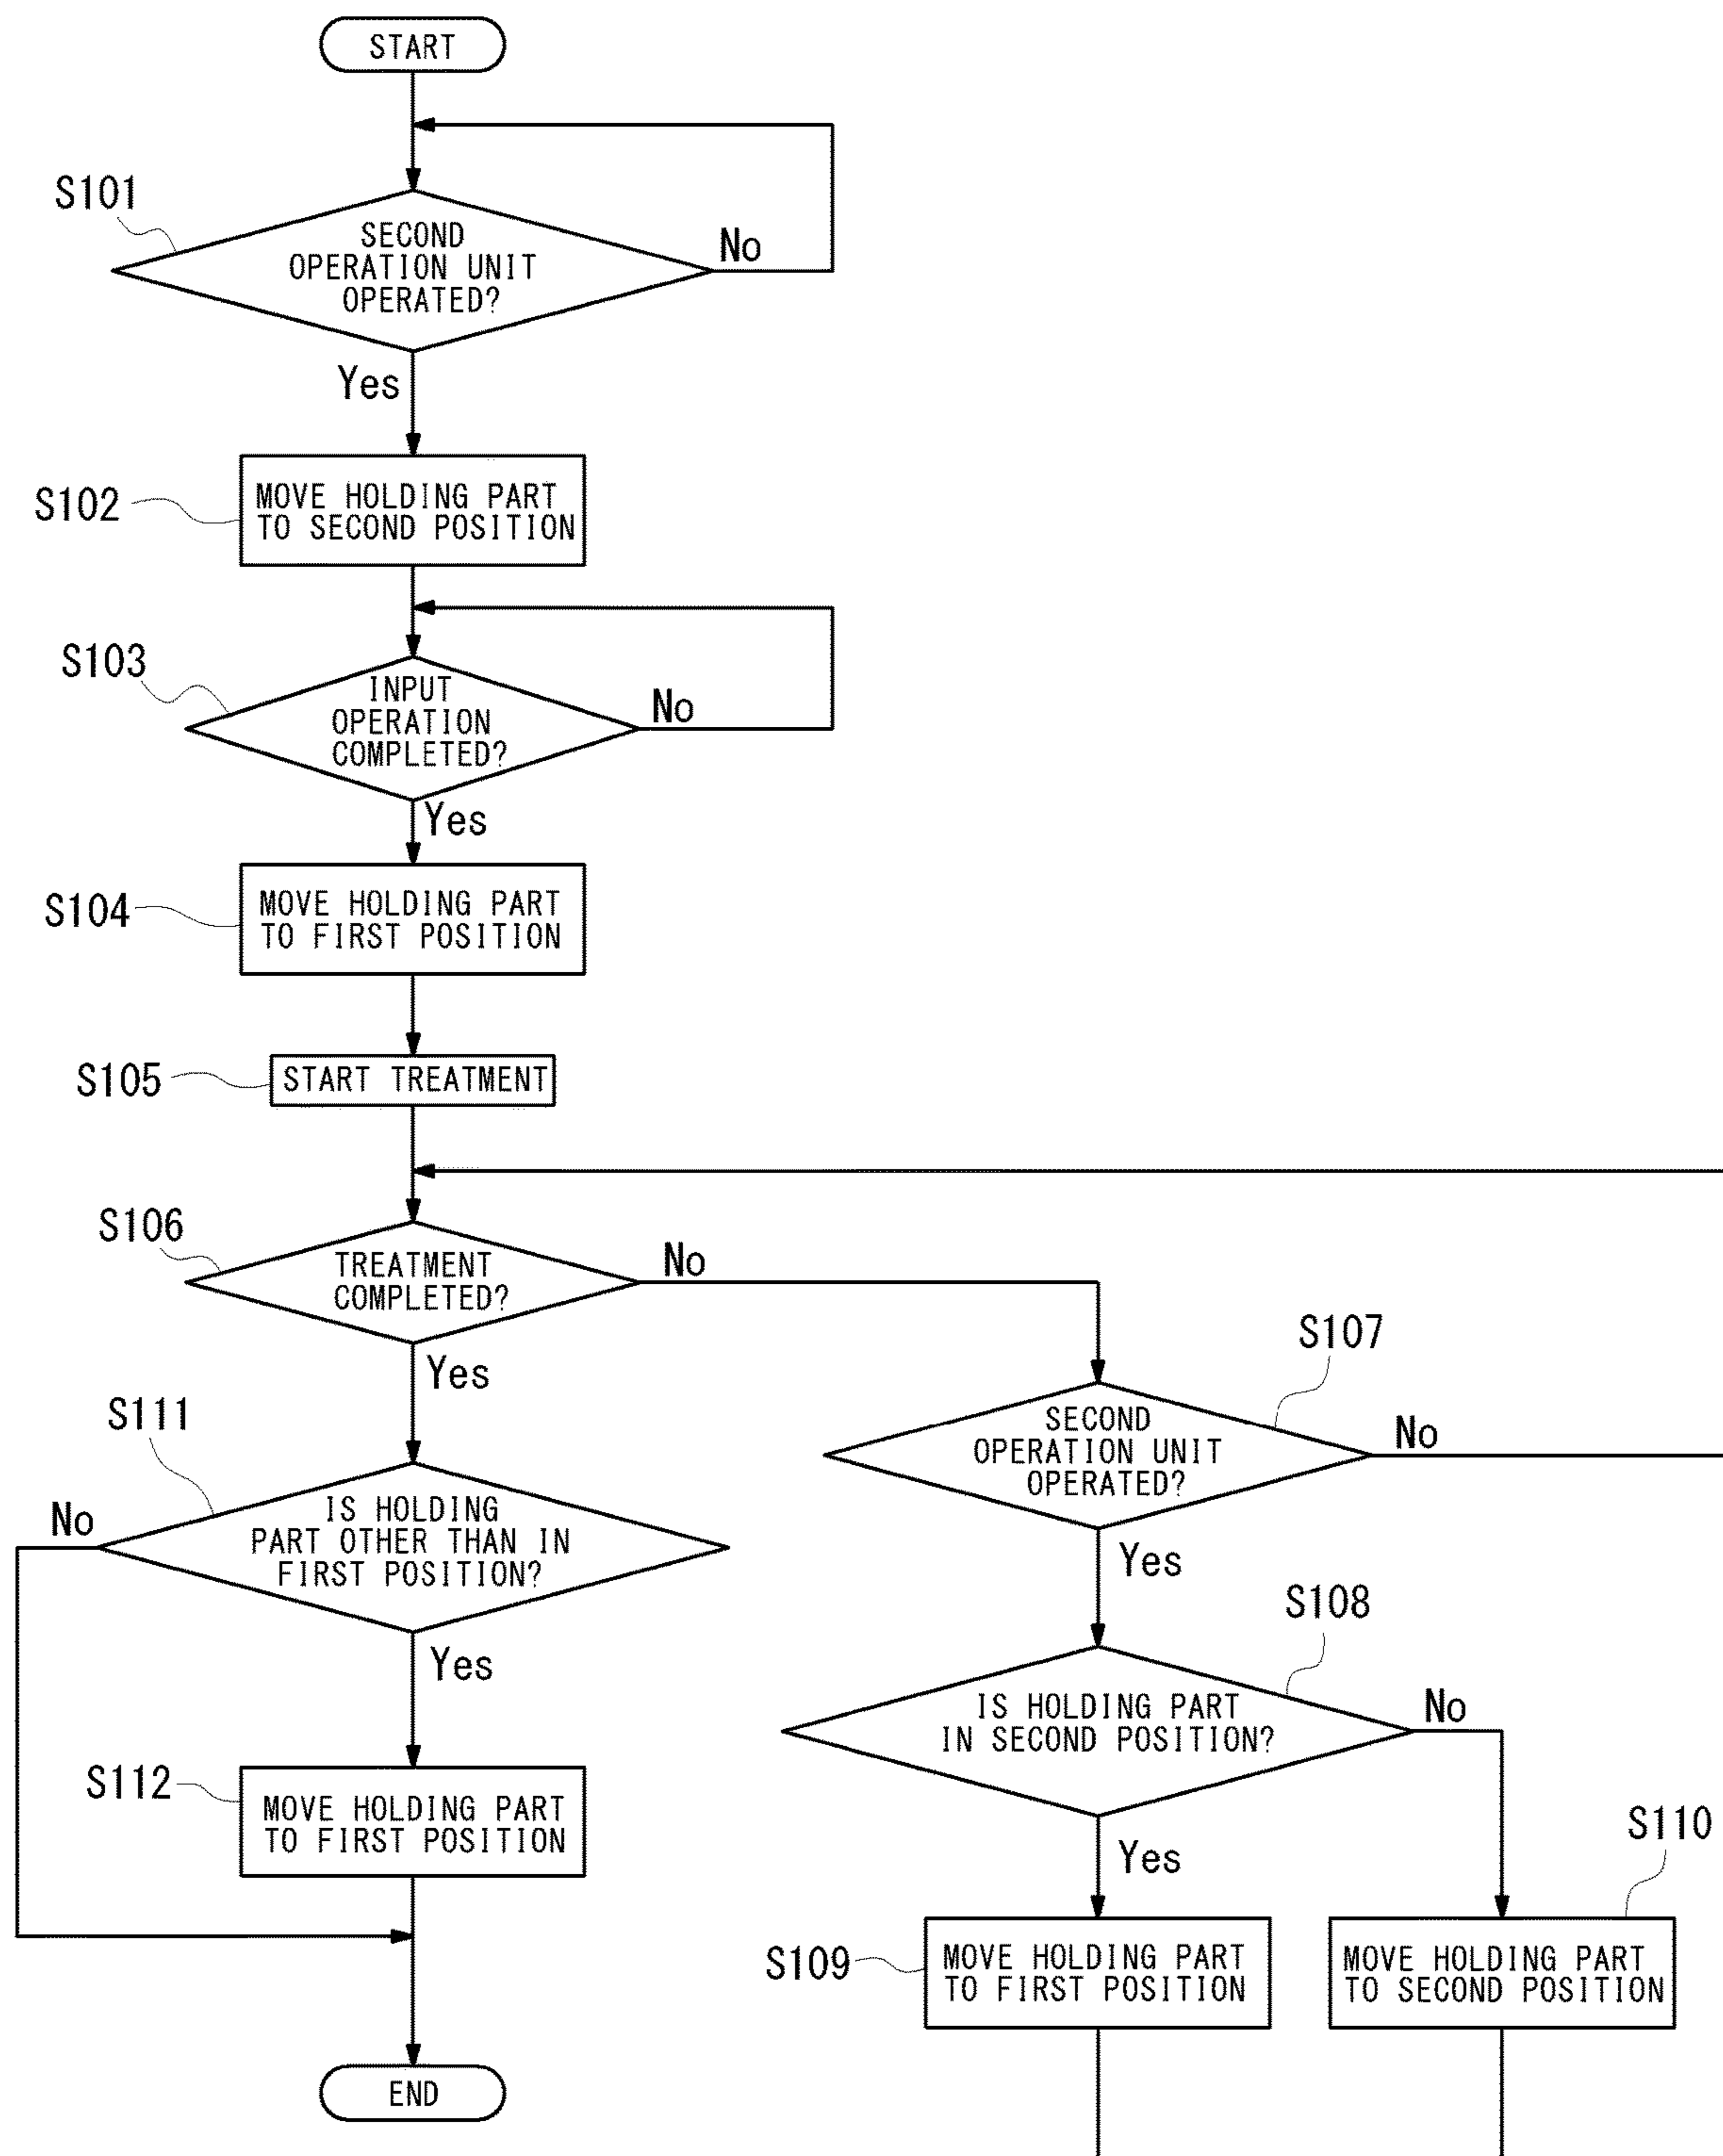 START
S101
SECOND
OPERATION UNIT
OPERATED?
No
Yes
S102
MOVE HOLDING PART
TO SECOND POSITION
S103
INPUT
OPERATION
COMPLETED?
No
Yes
S104
MOVE HOLDING PART
TO FIRST POSITION
S105
START TREATMENT
S106
TREATMENT
COMPLETED?
No
Yes
S107
SECOND
OPERATION UNIT
OPERATED?
No
Yes
S108
IS HOLDING PART
IN SECOND POSITION?
No
Yes
S109
MOVE HOLDING PART
TO FIRST POSITION
S110
MOVE HOLDING PART
TO SECOND POSITION
S111
IS HOLDING
PART OTHER THAN IN
FIRST POSITION?
No
Yes
S112
MOVE HOLDING PART
TO FIRST POSITION
END